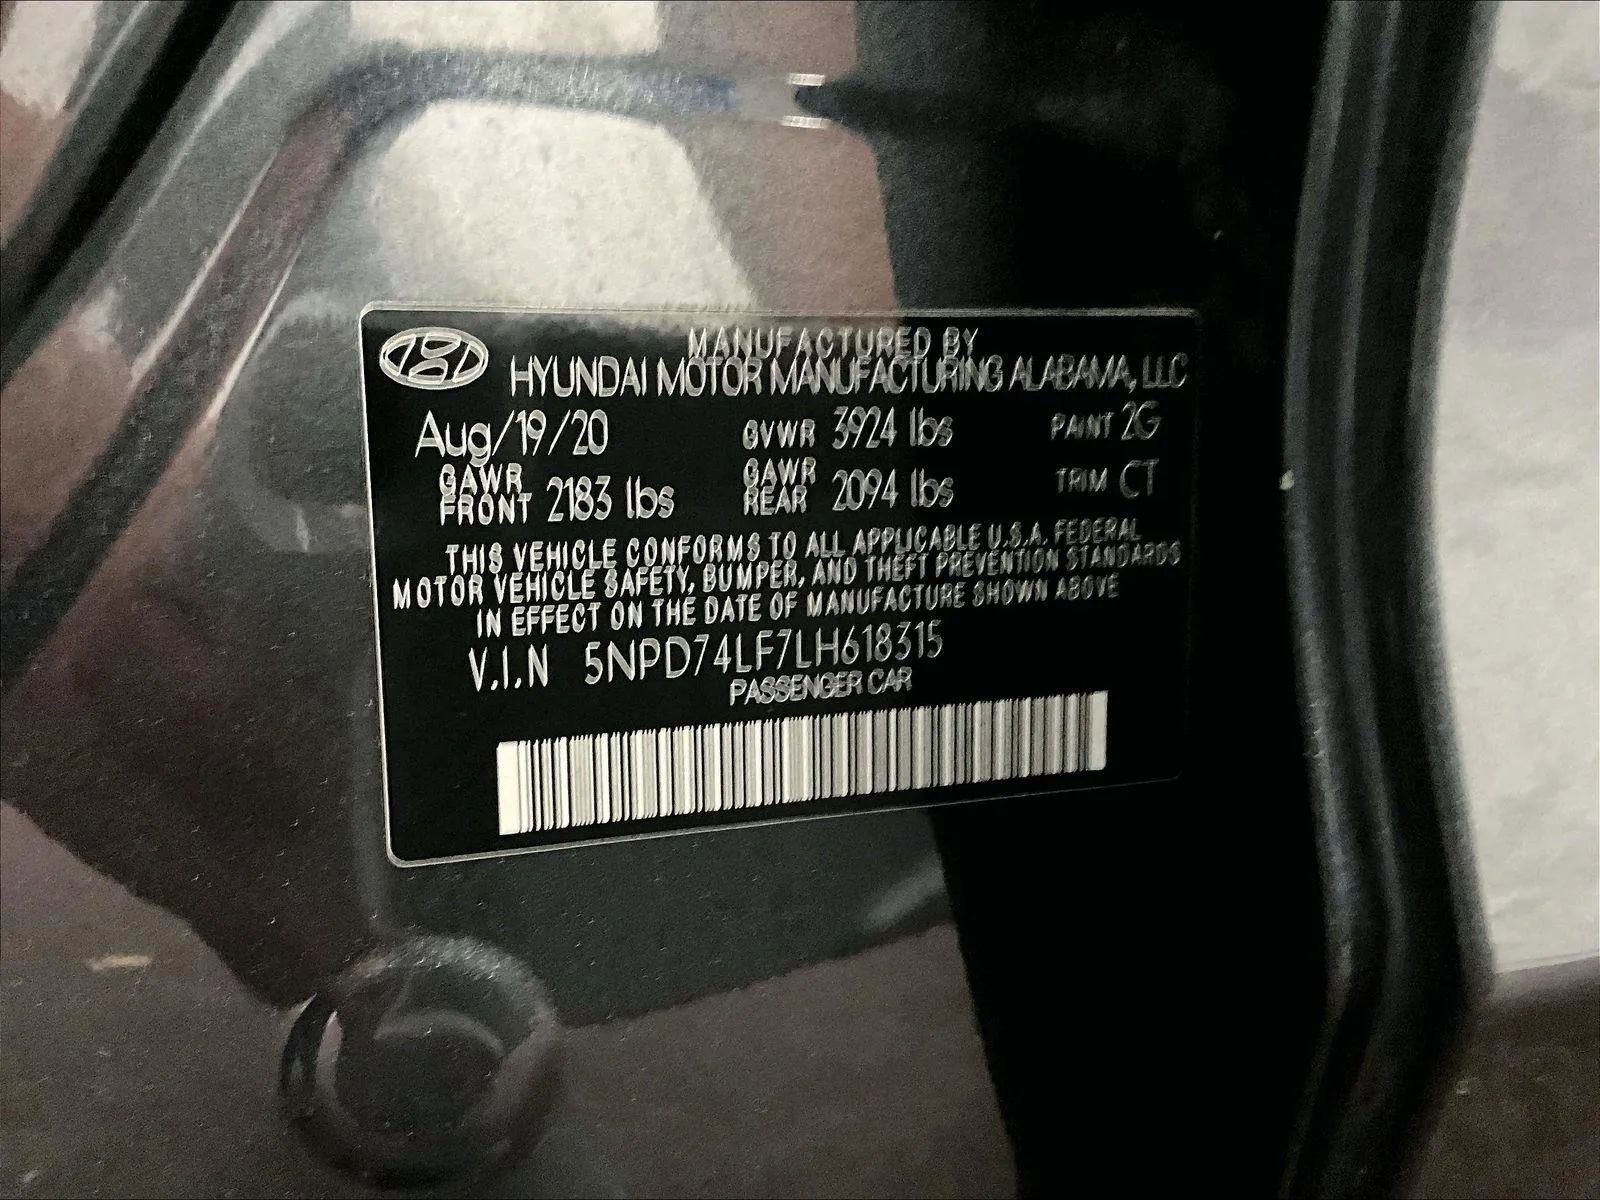 MANUFACTURED BY
HYUNDAI MOTOR MANUFACTURING ALABAMA, LLC
Aug/19/20 GVWR 3924 lbs PAINT 2G
GAWR FRONT 2183 lbs GAWR REAR 2094 lbs TRIM CT
THIS VEHICLE CONFORMS TO ALL APPLICABLE U.S.A. FEDERAL
MOTOR VEHICLE SAFETY, BUMPER, AND THEFT PREVENTION STANDARDS
IN EFFECT ON THE DATE OF MANUFACTURE SHOWN ABOVE
V.I.N 5NPD74LF7LH618315
PASSENGER CAR